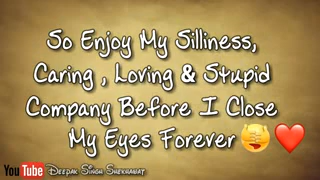 So Enjoy My Silliness,
Caring , Loving & Stupid
Company Before I Close
My Eyes Forever 😔❤️
YouTube Deepak Singh Shekhawat